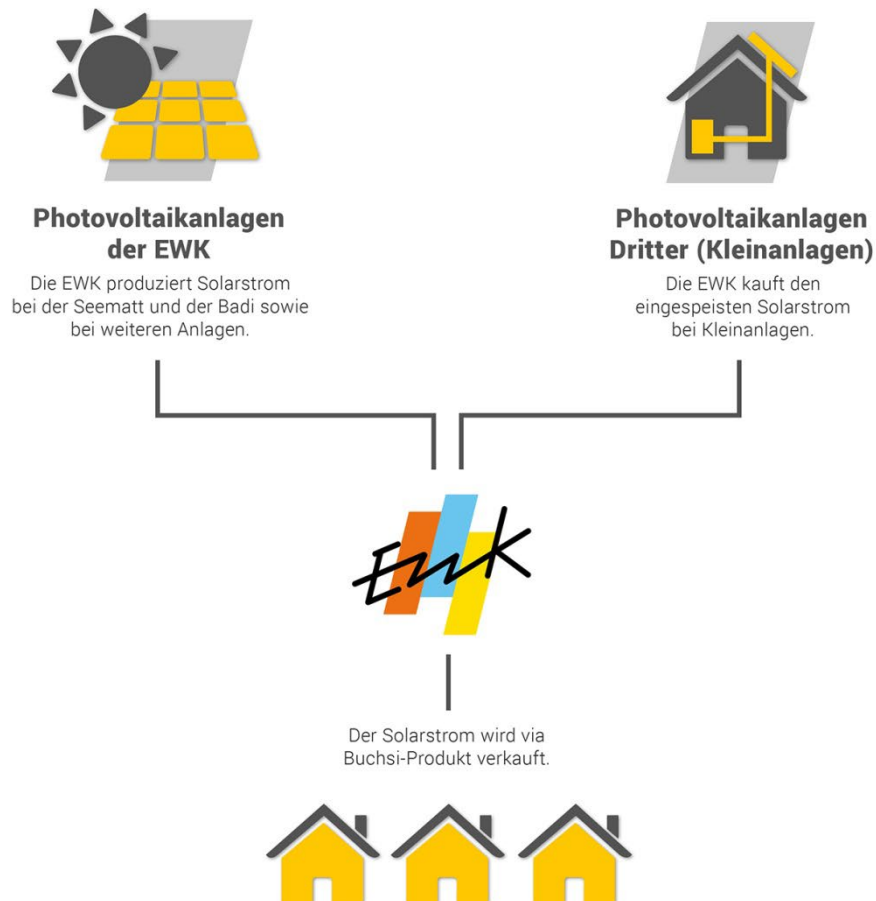 Photovoltaikanlagen
der EWK
Die EWK produziert Solarstrom
bei der Seematt und der Badi sowie
bei weiteren Anlagen.
Photovoltaikanlagen
Dritter (Kleinanlagen)
Die EWK kauft den
eingespeisten Solarstrom
bei Kleinanlagen.
EWK
Der Solarstrom wird via
Buchsi-Produkt verkauft.